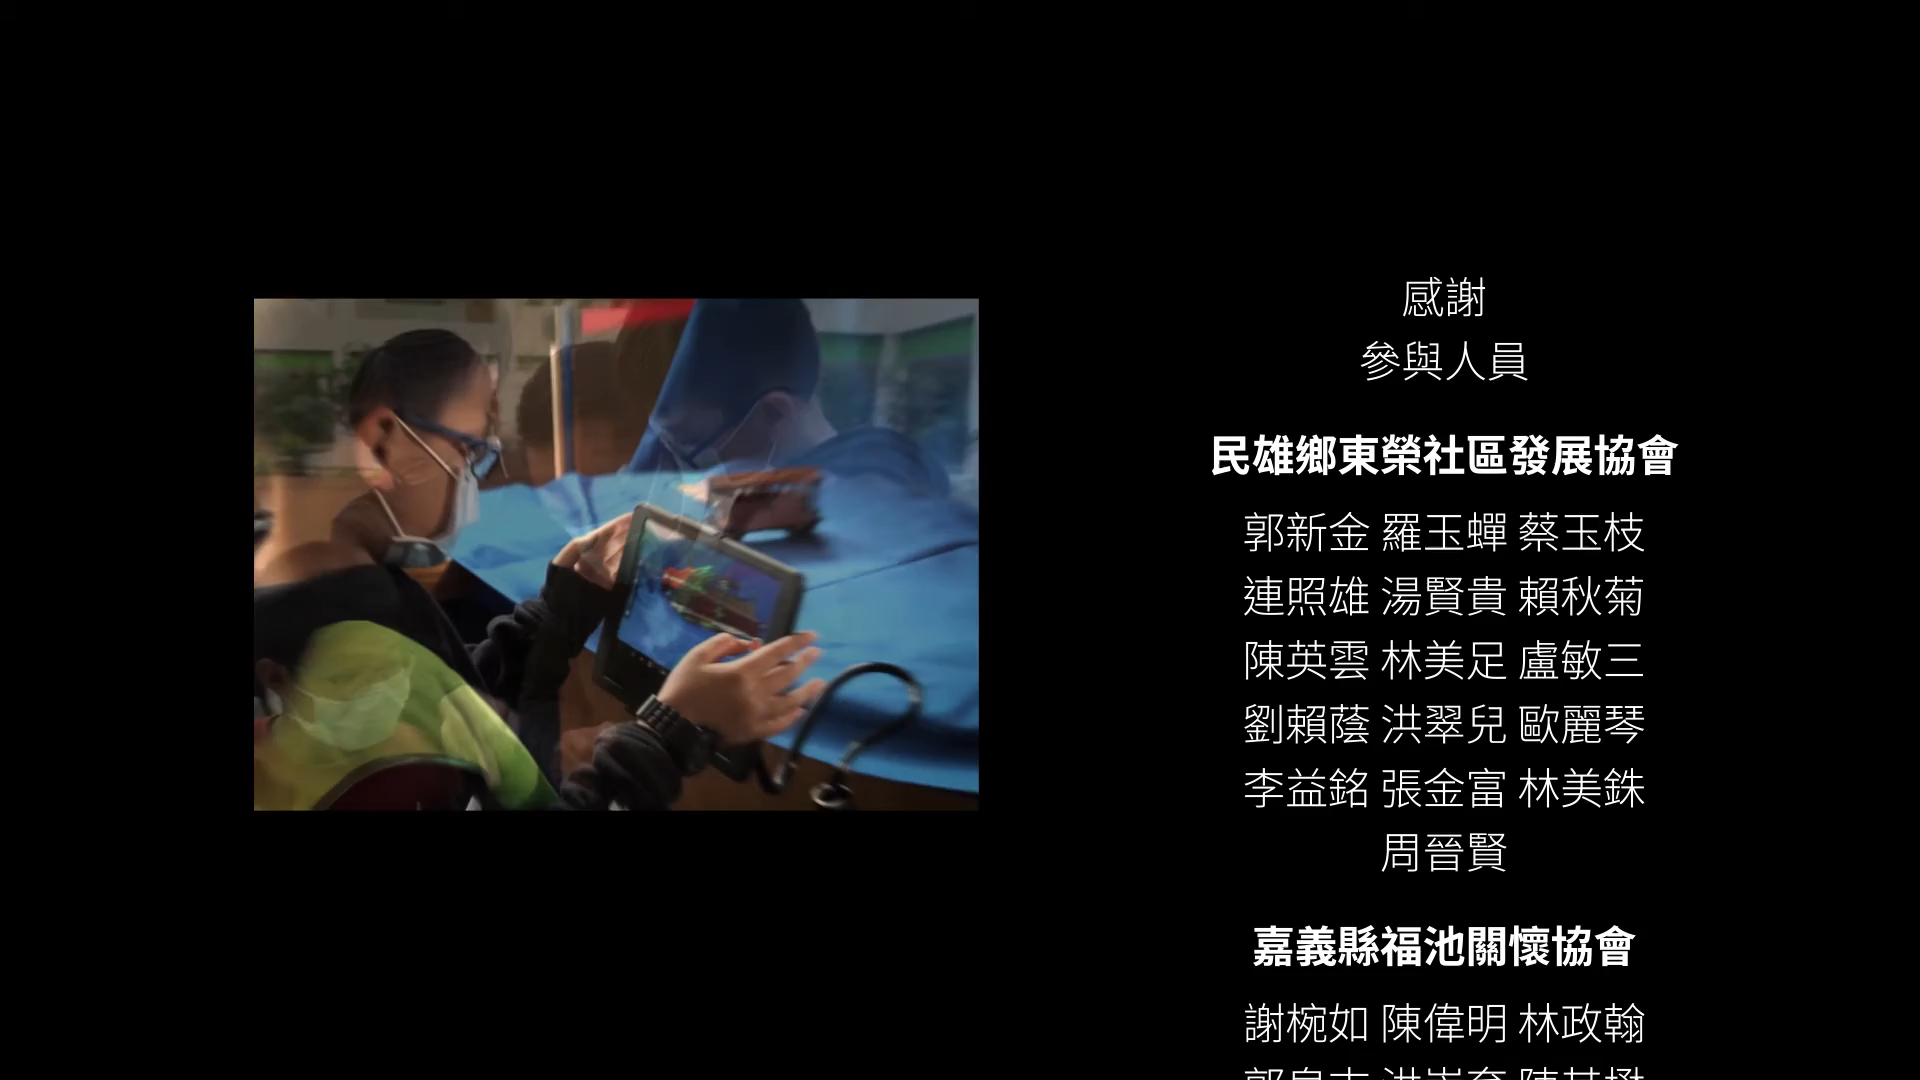 感謝
參與人員
民雄鄉東榮社區發展協會
郭新金 羅玉蟬 蔡玉枝
連照雄 湯賢貴 賴秋菊
陳英雲 林美足 盧敏三
劉賴蔭 洪翠兒 歐麗琴
李益銘 張金富 林美銖
周晉賢
嘉義縣福池關懷協會
謝椀如 陳偉明 林政翰